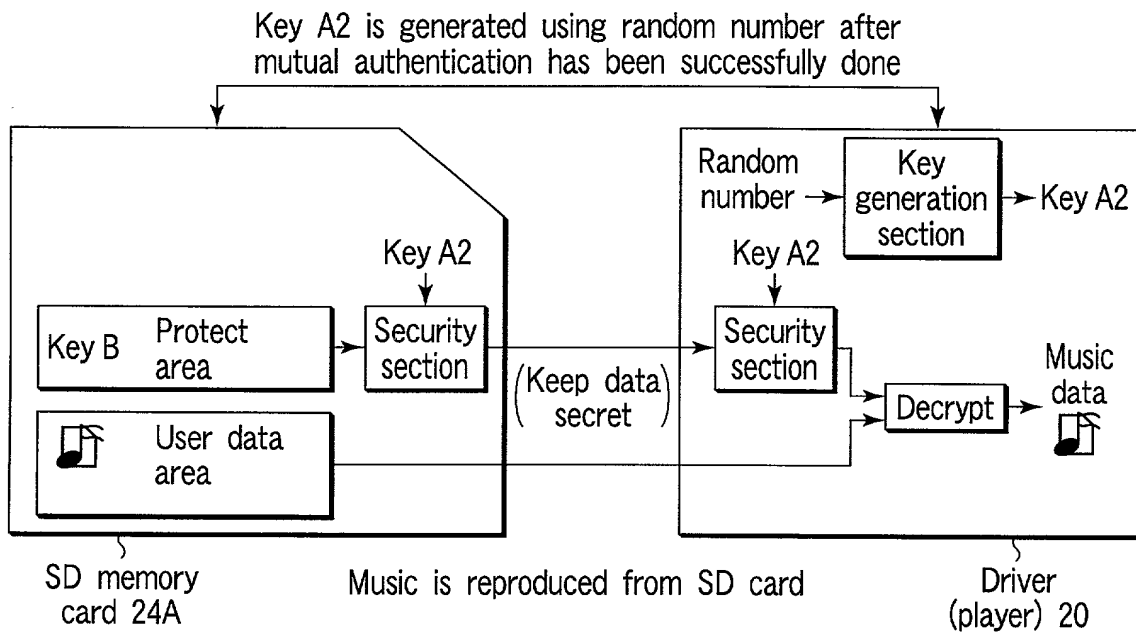 Key A2 is generated using random number after
mutual authentication has been successfully done
Random
number
Key
generation
section
Key A2
Key A2
Key A2
Key B
Protect
area
Security
section
(Keep data
secret)
Security
section
Music
data
Decrypt
User data
area
SD memory
card 24A
Music is reproduced from SD card
Driver
(player) 20